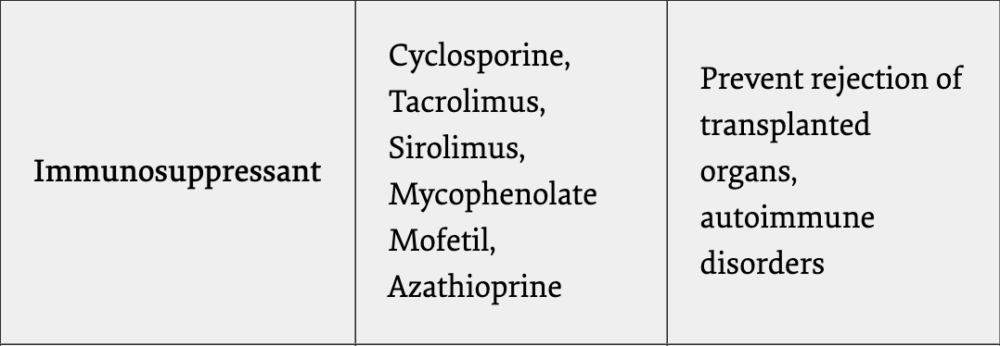 Immunosuppressant
Cyclosporine,
Tacrolimus,
Sirolimus,
Mycophenolate
Mofetil,
Azathioprine
Prevent rejection of
transplanted
organs,
autoimmune
disorders